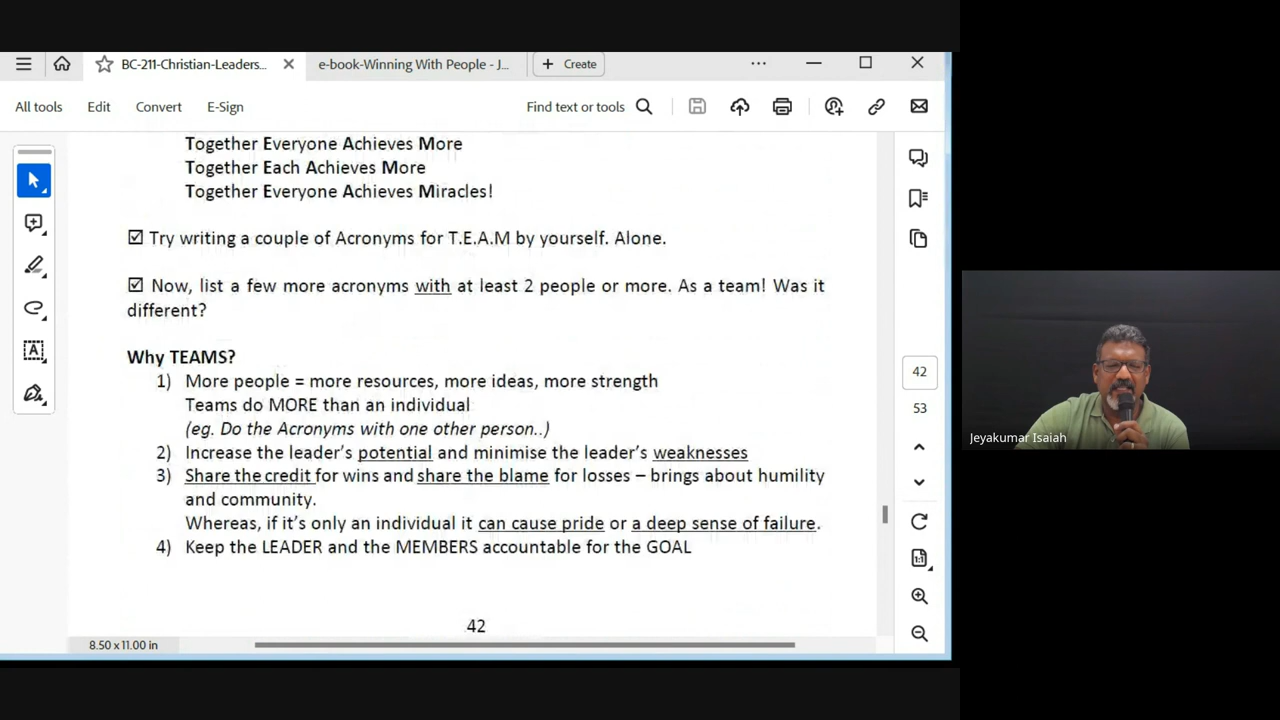 BC-211-Christian-Leaders...
e-book-Winning With People - J...
Create
All tools
Edit
Convert
E-Sign
Find text or tools
Together Everyone Achieves More
Together Each Achieves More
Together Everyone Achieves Miracles!
Try writing a couple of Acronyms for T.E.A.M by yourself. Alone.
Now, list a few more acronyms with at least 2 people or more. As a team! Was it
different?
Why TEAMS?
1) More people = more resources, more ideas, more strength
Teams do MORE than an individual
(eg. Do the Acronyms with one other person..)
2) Increase the leader's potential and minimise the leader's weaknesses
3) Share the credit for wins and share the blame for losses – brings about humility
and community.
Whereas, if it's only an individual it can cause pride or a deep sense of failure.
4) Keep the LEADER and the MEMBERS accountable for the GOAL
42
8.50 x 11.00 in
42
53
1:1
Jeyakumar Isaiah